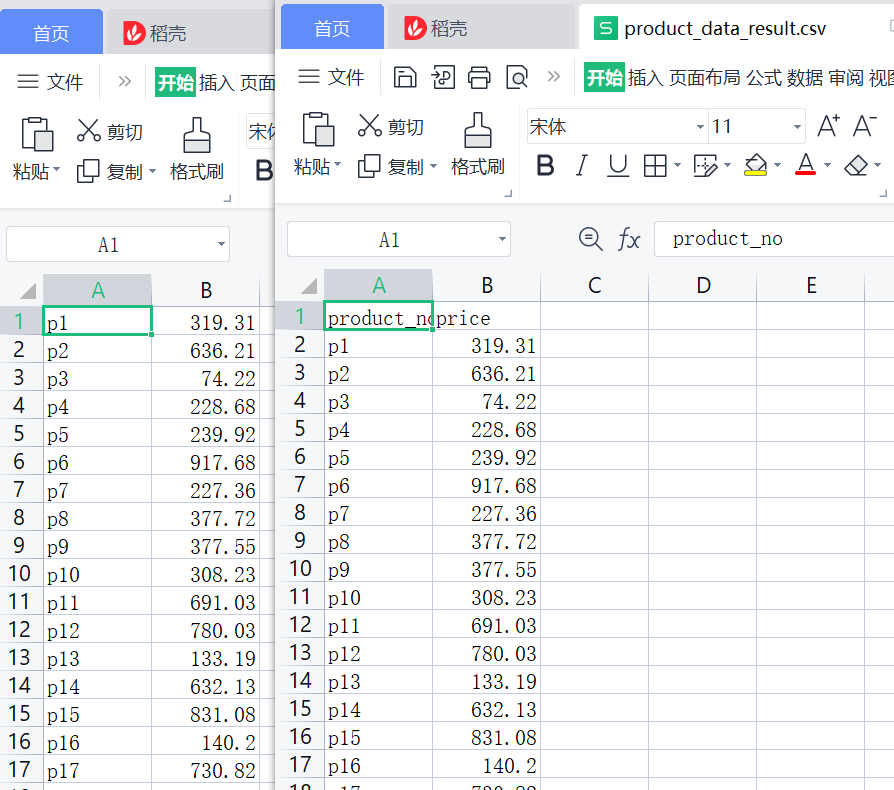 首页 稻壳
文件 » 开始 插入 页面
粘贴 剪切 复制 格式刷 宋体 B
A1
A B
1 p1 319.31
2 p2 636.21
3 p3 74.22
4 p4 228.68
5 p5 239.92
6 p6 917.68
7 p7 227.36
8 p8 377.72
9 p9 377.55
10 p10 308.23
11 p11 691.03
12 p12 780.03
13 p13 133.19
14 p14 632.13
15 p15 831.08
16 p16 140.2
17 p17 730.82
首页 稻壳 S product_data_result.csv
文件 » 开始 插入 页面布局 公式 数据 审阅 视图
粘贴 剪切 复制 格式刷 宋体 11 A+ A-
B I U A
A1 fx product_no
A B C D E
1 product_no price
2 p1 319.31
3 p2 636.21
4 p3 74.22
5 p4 228.68
6 p5 239.92
7 p6 917.68
8 p7 227.36
9 p8 377.72
10 p9 377.55
11 p10 308.23
12 p11 691.03
13 p12 780.03
14 p13 133.19
15 p14 632.13
16 p15 831.08
17 p16 140.2
18 p17 730.82